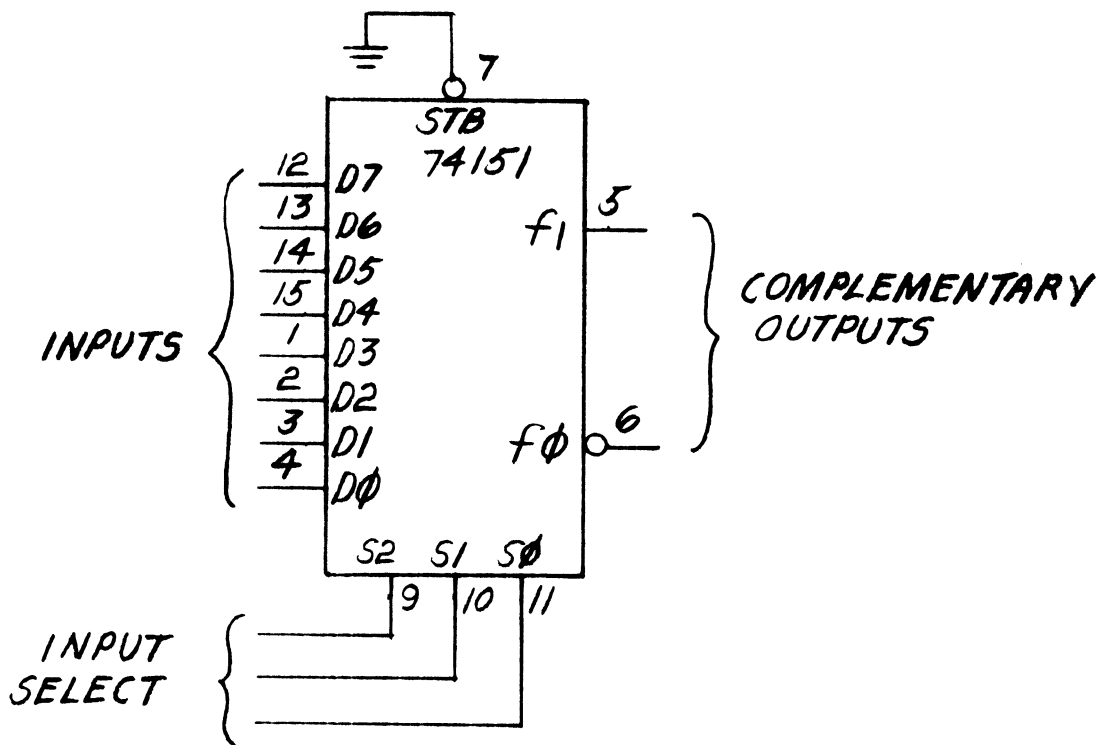 7
STB
74151
12 D7
13 D6
14 D5
15 D4
1 D3
2 D2
3 D1
4 DØ
INPUTS
f1 5
fØ 6
COMPLEMENTARY
OUTPUTS
S2 S1 SØ
9 10 11
INPUT
SELECT